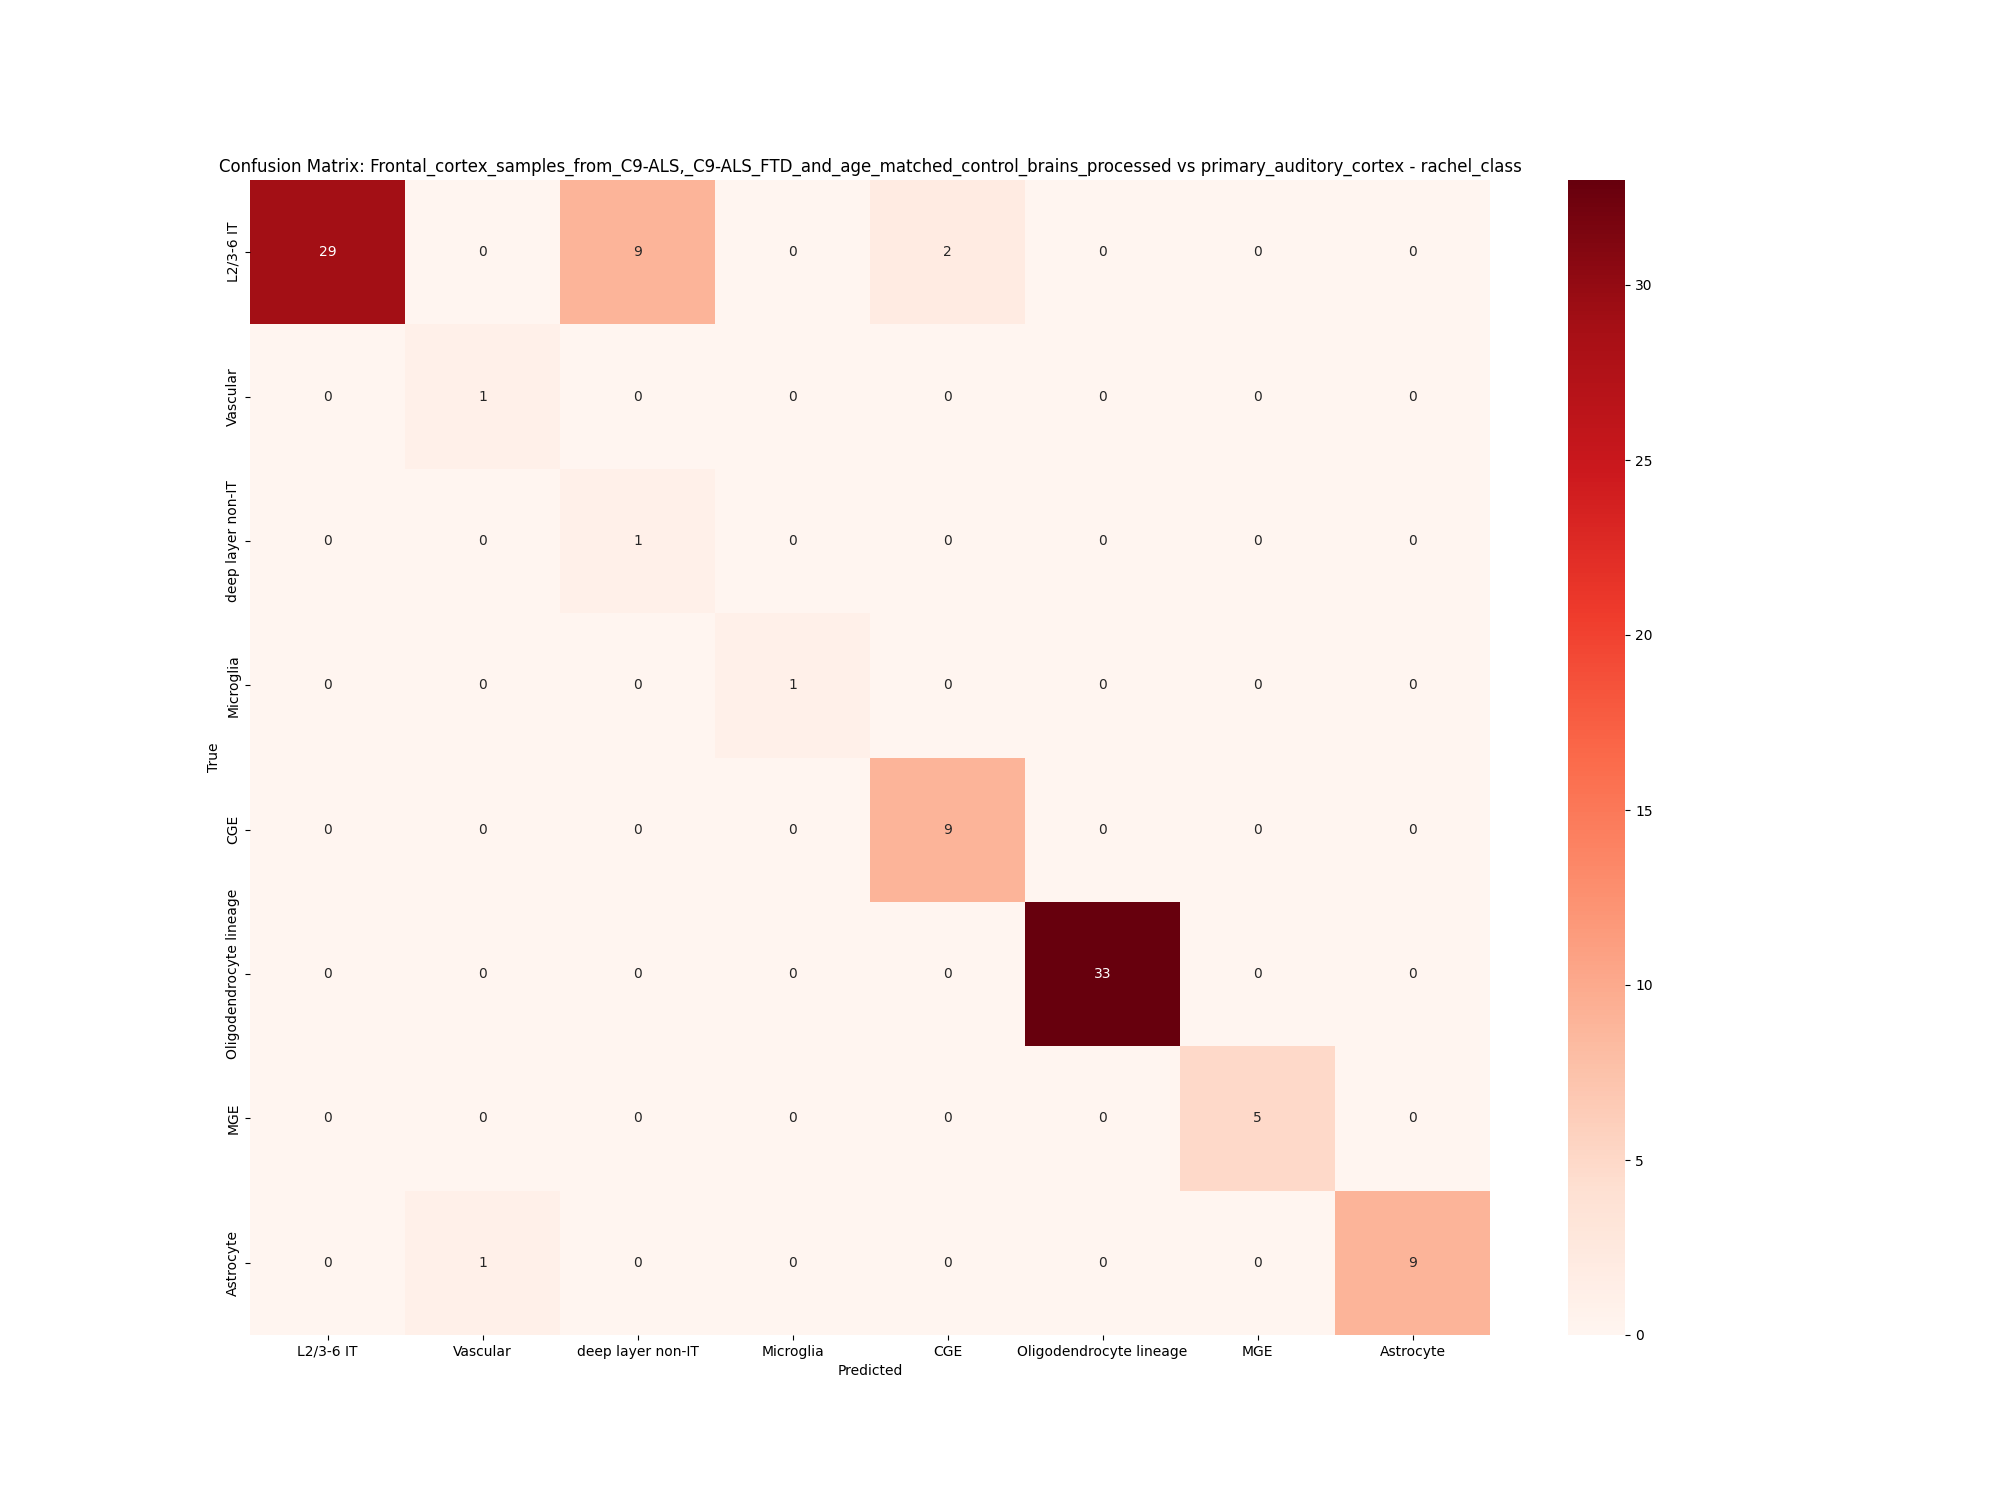 Confusion Matrix: Frontal_cortex_samples_from_C9-ALS,_C9-ALS_FTD_and_age_matched_control_brains_processed vs primary_auditory_cortex - rachel_class
True
L2/3-6 IT
29 0 9 0 2 0 0 0
Vascular
0 1 0 0 0 0 0 0
deep layer non-IT
0 0 1 0 0 0 0 0
Microglia
0 0 0 1 0 0 0 0
CGE
0 0 0 0 9 0 0 0
Oligodendrocyte lineage
0 0 0 0 0 33 0 0
MGE
0 0 0 0 0 0 5 0
Astrocyte
0 1 0 0 0 0 0 9
L2/3-6 IT Vascular deep layer non-IT Microglia CGE Oligodendrocyte lineage MGE Astrocyte
Predicted
30
25
20
15
10
5
0